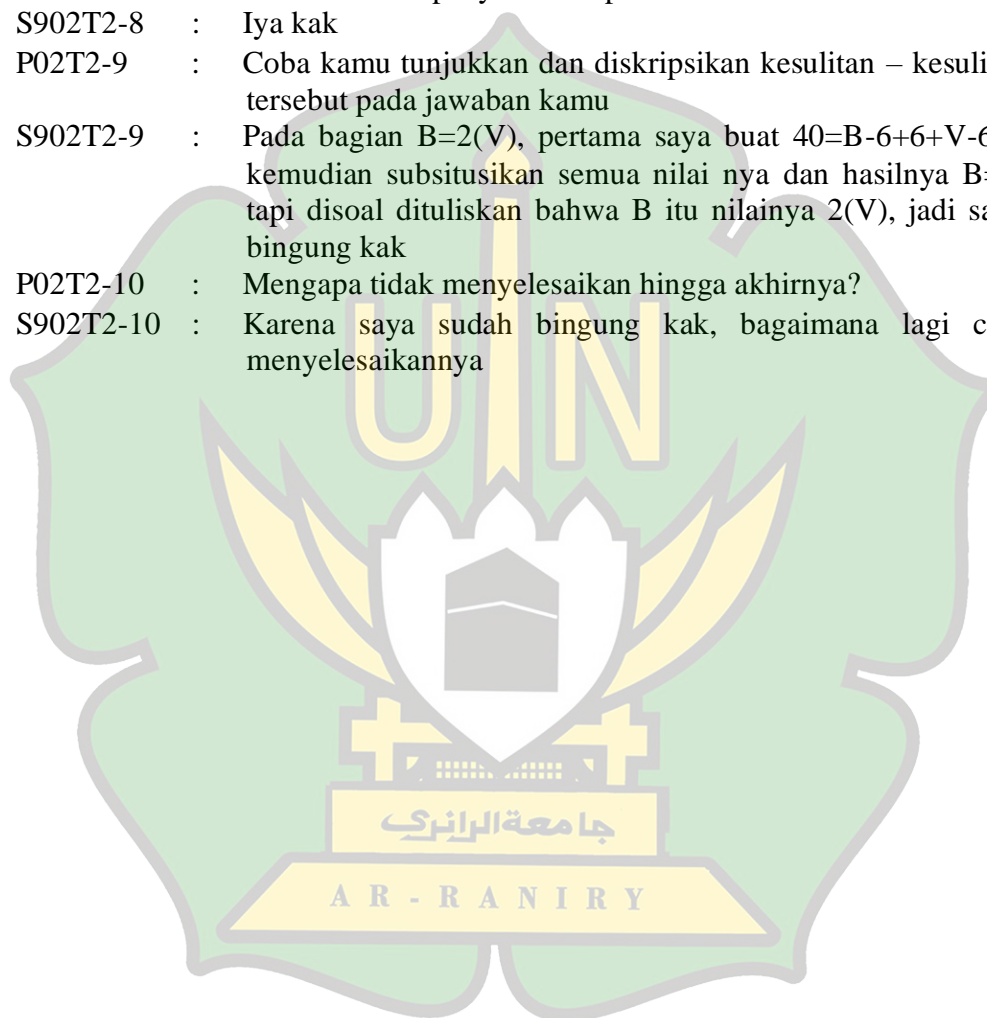 S902T2-8 : Iya kak
P02T2-9 : Coba kamu tunjukkan dan diskripsikan kesulitan – kesuli
tersebut pada jawaban kamu
S902T2-9 : Pada bagian B=2(V), pertama saya buat 40=B-6+6+V-6
kemudian subsitusikan semua nilai nya dan hasilnya B=
tapi disoal dituliskan bahwa B itu nilainya 2(V), jadi sa
bingung kak
P02T2-10 : Mengapa tidak menyelesaikan hingga akhirnya?
S902T2-10 : Karena saya sudah bingung kak, bagaimana lagi c
menyelesaikannya
UIN
جامعة الرانري
AR-RANIRY